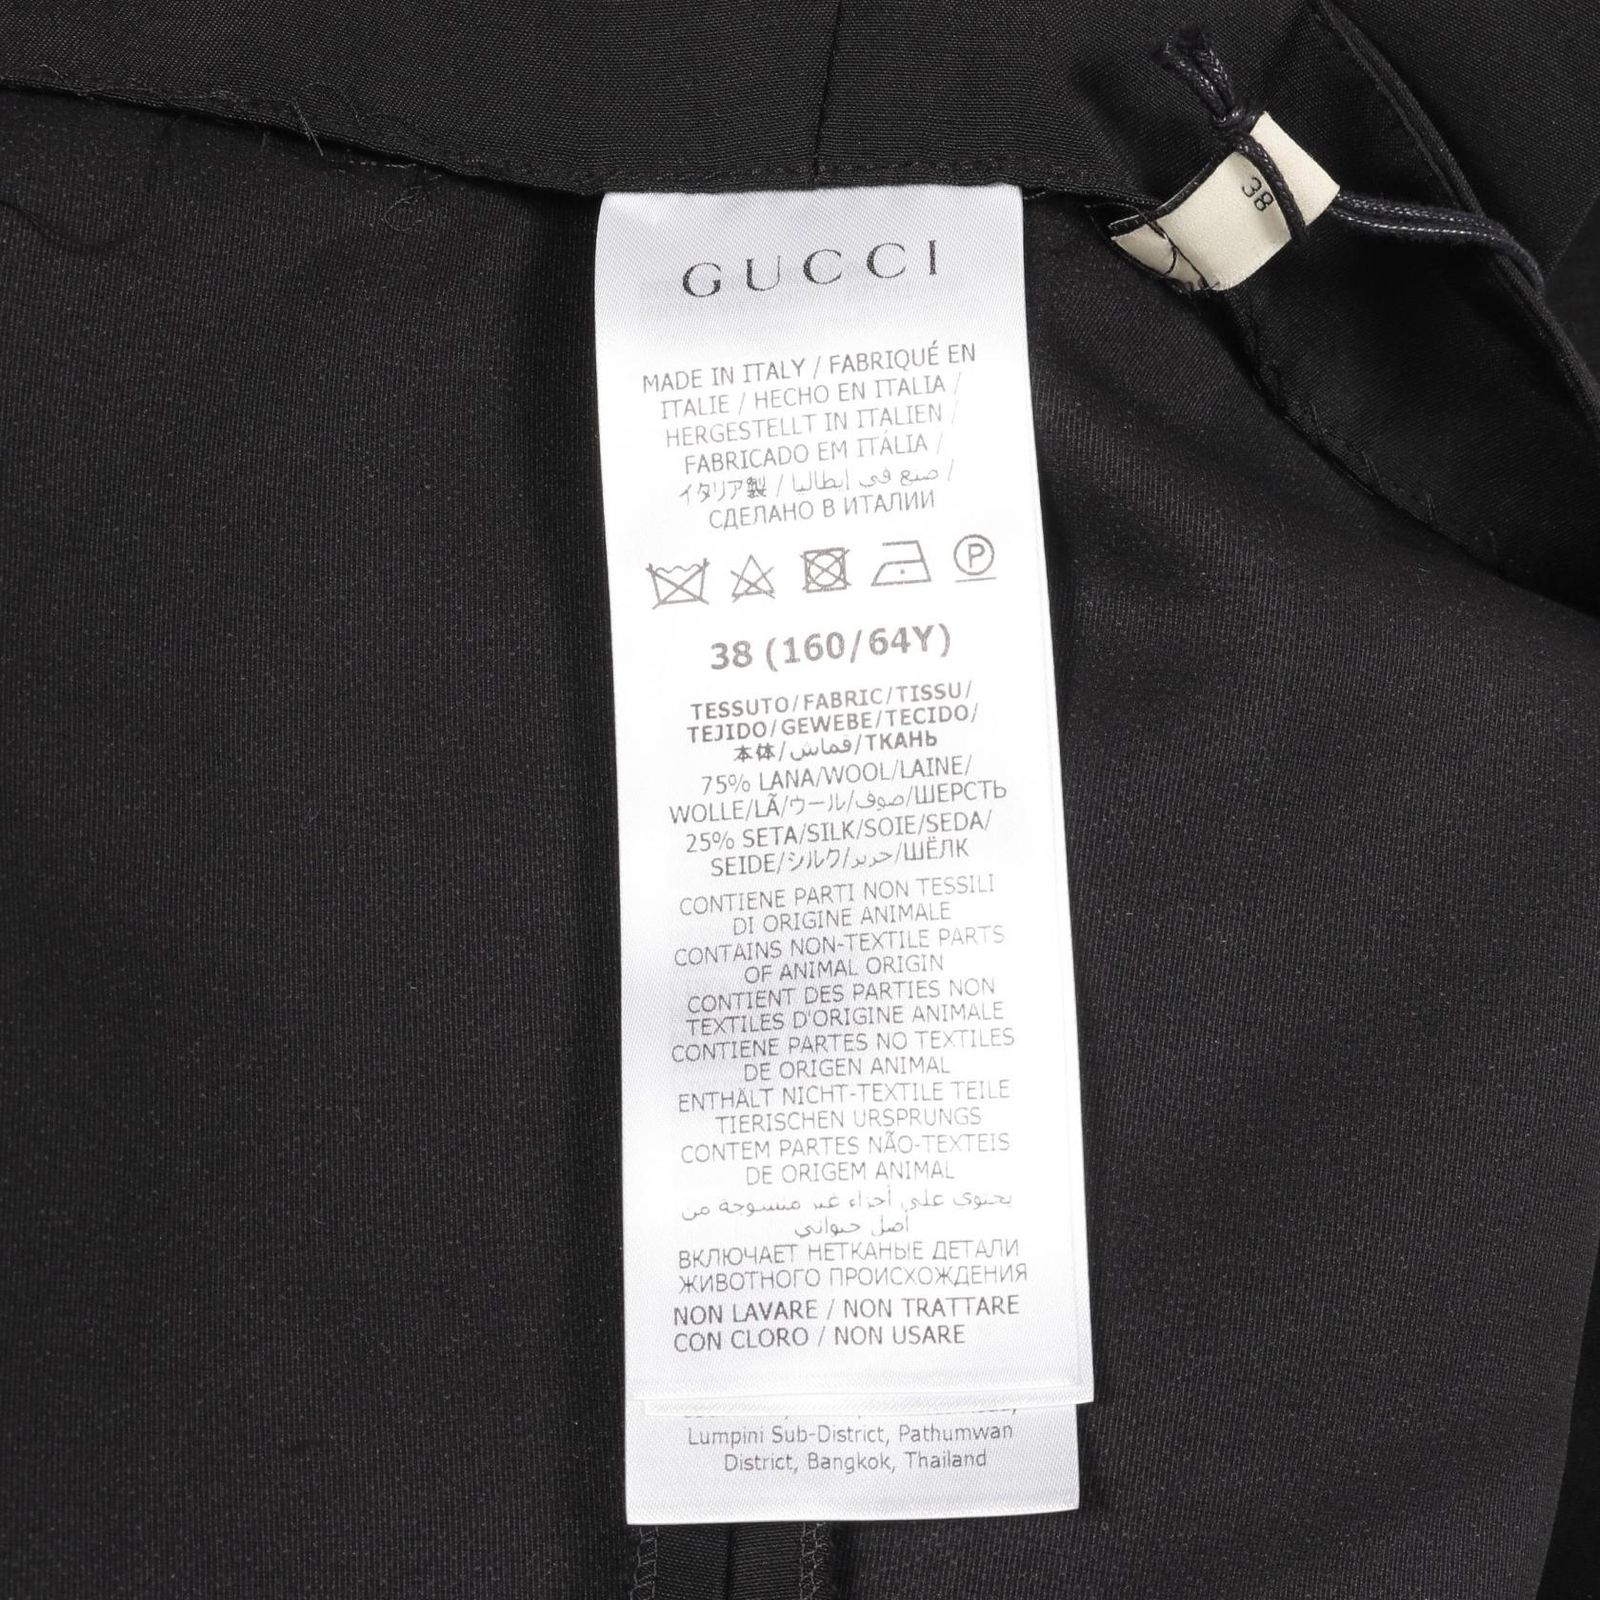 GUCCI
38
MADE IN ITALY / FABRIQUÉ EN
ITALIE / HECHO EN ITALIA /
HERGESTELLT IN ITALIEN /
FABRICADO EM ITÁLIA /
イタリア製 / صنع في إيطاليا /
СДЕЛАНО В ИТАЛИИ
P
38 (160/64Y)
TESSUTO/FABRIC/TISSU/
TEJIDO/GEWEBE/TECIDO/
本体/قماش/ТКАНЬ
75% LANA/WOOL/LAINE/
WOLLE/LÃ/ウール/صوف/ШЕРСТЬ
25% SETA/SILK/SOIE/SEDA/
SEIDE/シルク/حرير/ШЁЛК
CONTIENE PARTI NON TESSILI
DI ORIGINE ANIMALE
CONTAINS NON-TEXTILE PARTS
OF ANIMAL ORIGIN
CONTIENT DES PARTIES NON
TEXTILES D'ORIGINE ANIMALE
CONTIENE PARTES NO TEXTILES
DE ORIGEN ANIMAL
ENTHÄLT NICHT-TEXTILE TEILE
TIERISCHEN URSPRUNGS
CONTEM PARTES NÃO-TEXTEIS
DE ORIGEM ANIMAL
يحتوي على أجزاء غير منسوجة من
أصل حيواني
ВКЛЮЧАЕТ НЕТКАНЫЕ ДЕТАЛИ
ЖИВОТНОГО ПРОИСХОЖДЕНИЯ
NON LAVARE / NON TRATTARE
CON CLORO / NON USARE
Lumpini Sub-District, Pathumwan
District, Bangkok, Thailand